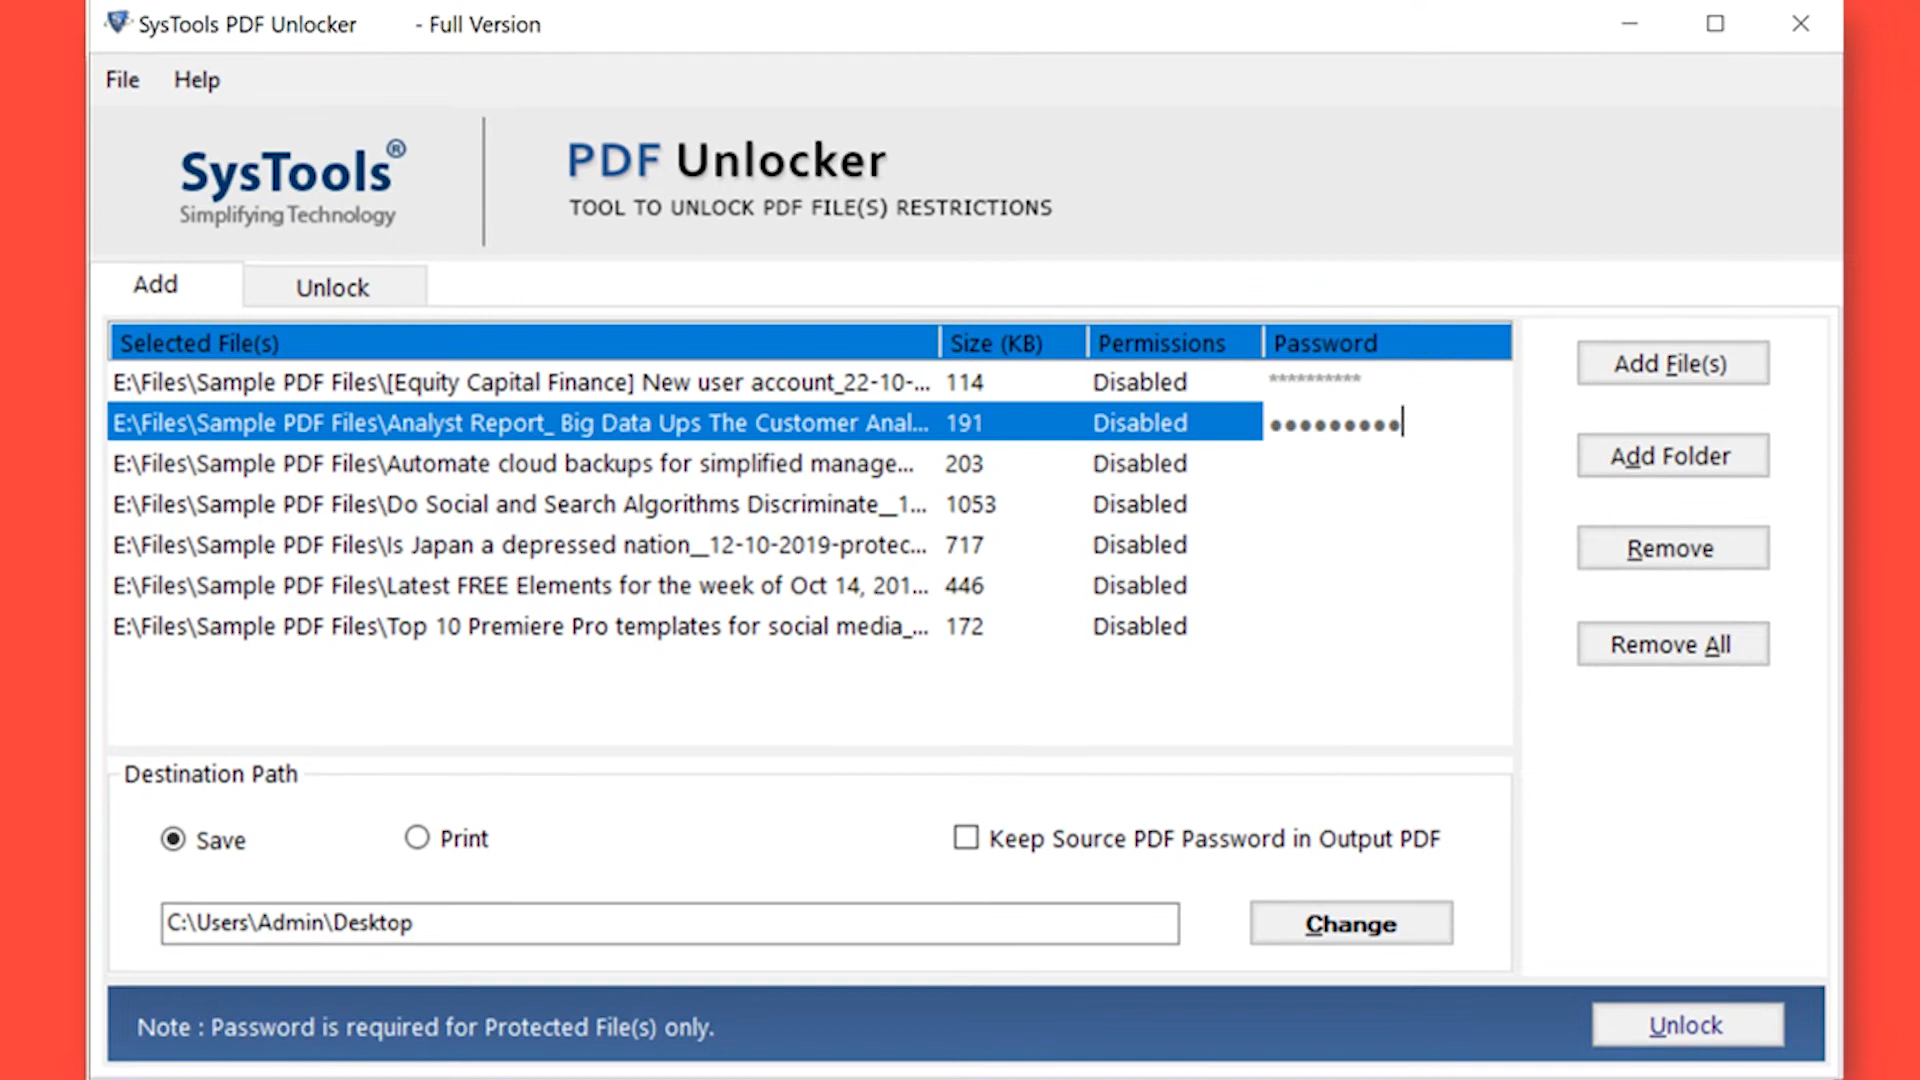 SysTools PDF Unlocker - Full Version
File Help
SysTools®
Simplifying Technology
PDF Unlocker
TOOL TO UNLOCK PDF FILE(S) RESTRICTIONS
Add Unlock
Selected File(s) Size (KB) Permissions Password
E:\Files\Sample PDF Files\[Equity Capital Finance] New user account_22-10-... 114 Disabled **********
E:\Files\Sample PDF Files\Analyst Report_ Big Data Ups The Customer Anal... 191 Disabled ●●●●●●●●●
E:\Files\Sample PDF Files\Automate cloud backups for simplified manage... 203 Disabled
E:\Files\Sample PDF Files\Do Social and Search Algorithms Discriminate__1... 1053 Disabled
E:\Files\Sample PDF Files\Is Japan a depressed nation__12-10-2019-protec... 717 Disabled
E:\Files\Sample PDF Files\Latest FREE Elements for the week of Oct 14, 201... 446 Disabled
E:\Files\Sample PDF Files\Top 10 Premiere Pro templates for social media_... 172 Disabled
Add File(s)
Add Folder
Remove
Remove All
Destination Path
Save Print Keep Source PDF Password in Output PDF
C:\Users\Admin\Desktop Change
Note : Password is required for Protected File(s) only. Unlock